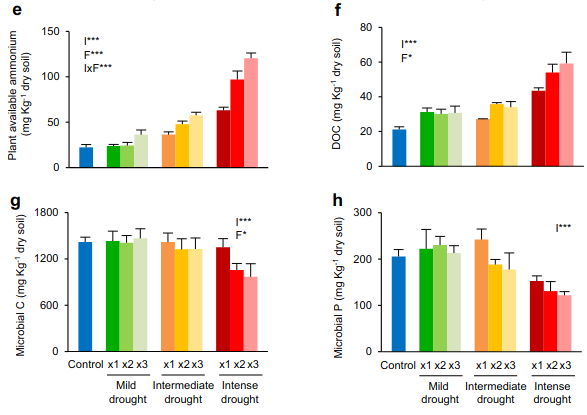 e
Plant available ammonium
(mg Kg⁻¹ dry soil)
150
100
50
0
I***
F***
IxF***
f
DOC (mg Kg⁻¹ dry soil)
80
60
40
20
0
I***
F*
g
Microbial C (mg Kg⁻¹ dry soil)
1800
1200
600
0
I***
F*
Control x1 x2 x3 x1 x2 x3 x1 x2 x3
Mild drought
Intermediate drought
Intense drought
h
Microbial P (mg Kg⁻¹ dry soil)
300
200
100
0
I***
Control x1 x2 x3 x1 x2 x3 x1 x2 x3
Mild drought
Intermediate drought
Intense drought